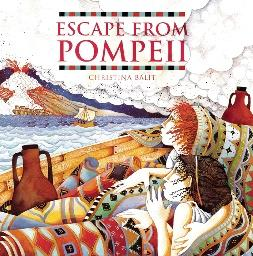 ESCAPE FROM
POMPEII
CHRISTINA BALIT